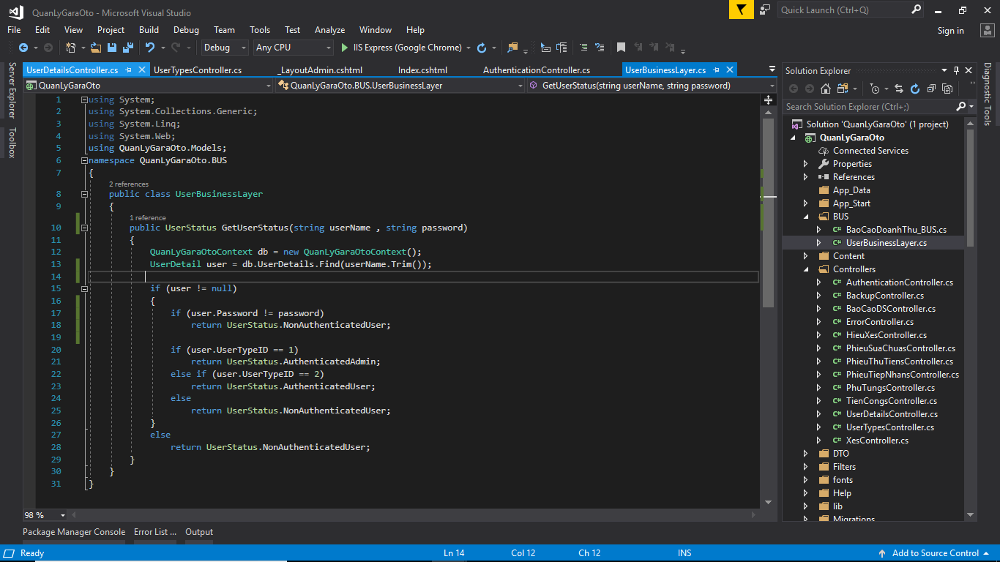 QuanLyGaraOto - Microsoft Visual Studio
Quick Launch (Ctrl+Q)
File Edit View Project Build Debug Team Tools Test Analyze Window Help
Sign in
Debug Any CPU IIS Express (Google Chrome)
Server Explorer
Toolbox
UserDetailsController.cs UserTypesController.cs _LayoutAdmin.cshtml Index.cshtml AuthenticationController.cs UserBusinessLayer.cs
QuanLyGaraOto QuanLyGaraOto.BUS.UserBusinessLayer GetUserStatus(string userName, string password)
1 using System;
2 using System.Collections.Generic;
3 using System.Linq;
4 using System.Web;
5 using QuanLyGaraOto.Models;
6 namespace QuanLyGaraOto.BUS
7 {
2 references
8 public class UserBusinessLayer
9 {
1 reference
10 public UserStatus GetUserStatus(string userName , string password)
11 {
12 QuanLyGaraOtoContext db = new QuanLyGaraOtoContext();
13 UserDetail user = db.UserDetails.Find(userName.Trim());
14
15 if (user != null)
16 {
17 if (user.Password != password)
18 return UserStatus.NonAuthenticatedUser;
19
20 if (user.UserTypeID == 1)
21 return UserStatus.AuthenticatedAdmin;
22 else if (user.UserTypeID == 2)
23 return UserStatus.AuthenticatedUser;
24 else
25 return UserStatus.NonAuthenticatedUser;
26 }
27 else
28 return UserStatus.NonAuthenticatedUser;
29 }
30 }
31 }
98 %
Solution Explorer
Search Solution Explorer (Ctrl+;)
Solution 'QuanLyGaraOto' (1 project)
QuanLyGaraOto
Connected Services
Properties
References
App_Data
App_Start
BUS
C# BaoCaoDoanhThu_BUS.cs
C# UserBusinessLayer.cs
Content
Controllers
C# AuthenticationController.cs
C# BackupController.cs
C# BaoCaoDSController.cs
C# ErrorController.cs
C# HieuXesController.cs
C# PhieuSuaChuasController.cs
C# PhieuThuTiensController.cs
C# PhieuTiepNhansController.cs
C# PhuTungsController.cs
C# TienCongsController.cs
C# UserDetailsController.cs
C# UserTypesController.cs
C# XesController.cs
DTO
Filters
fonts
Help
lib
Migrations
Diagnostic Tools
Package Manager Console Error List ... Output
Ready Ln 14 Col 12 Ch 12 INS Add to Source Control